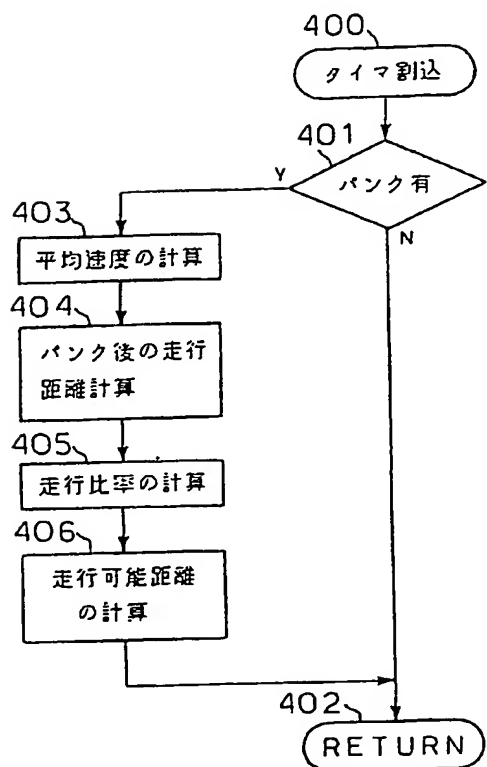 400
タイマ割込
401
パンク有
Y
N
403
平均速度の計算
404
パンク後の走行
距離計算
405
走行比率の計算
406
走行可能距離
の計算
402
RETURN